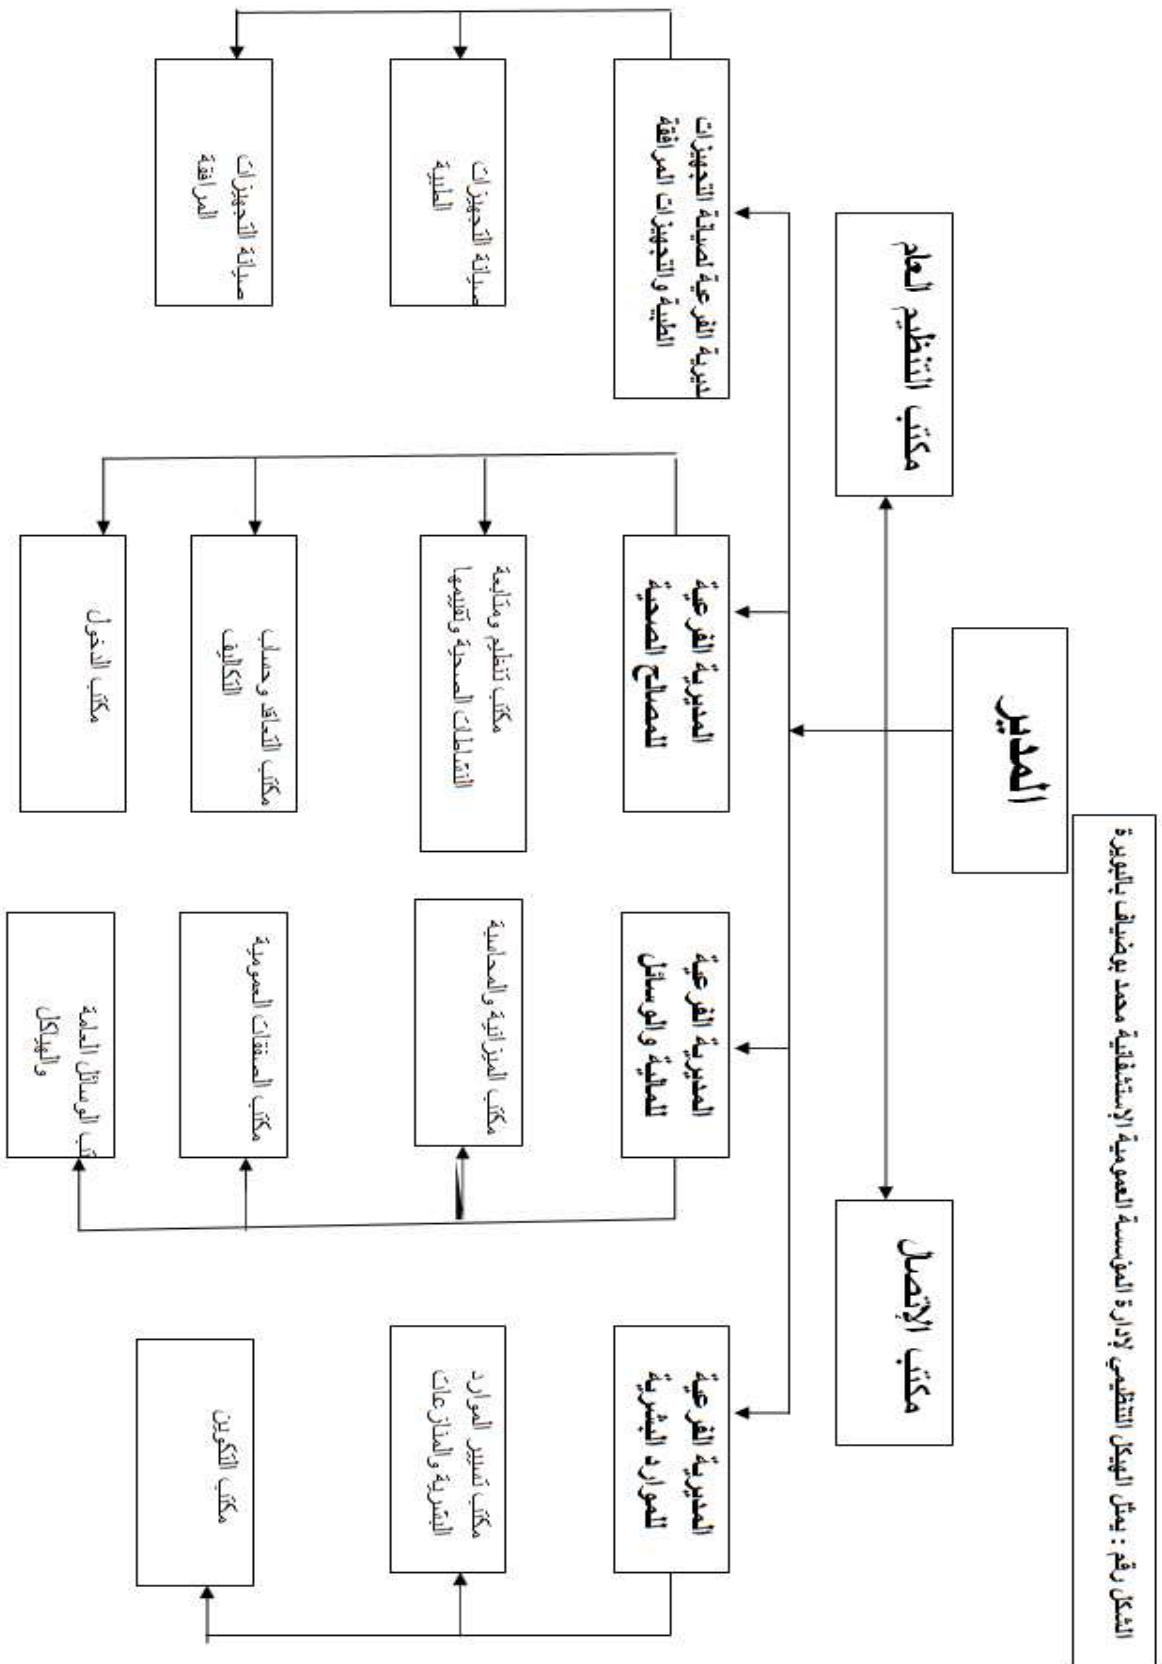 الشكل رقم : يمثل الهيكل التنظيمي لإدارة المؤسسة العمومية الإستشفائية محمد بوضياف بالبويرة
المدير
مكتب الإتصال
مكتب التنظيم العام
المديرية الفرعية
للموارد البشرية
المديرية الفرعية
للمالية والوسائل
المديرية الفرعية
للمصالح الصحية
ديرية الفرعية لصيانة التجهيزات
الطبية والتجهيزات المرافقة
مكتب تسيير الموارد
البشرية والمنازعات
مكتب التكوين
مكتب الميزانية والمحاسبة
مكتب الصفقات العمومية
تب الوسائل العامة
والهياكل
مكتب تنظيم ومتابعة
النشاطات الصحية وتقييمها
مكتب التعاقد وحساب
التكاليف
مكتب الدخول
صيانة التجهيزات
الطبية
صيانة التجهيزات
المرافقة